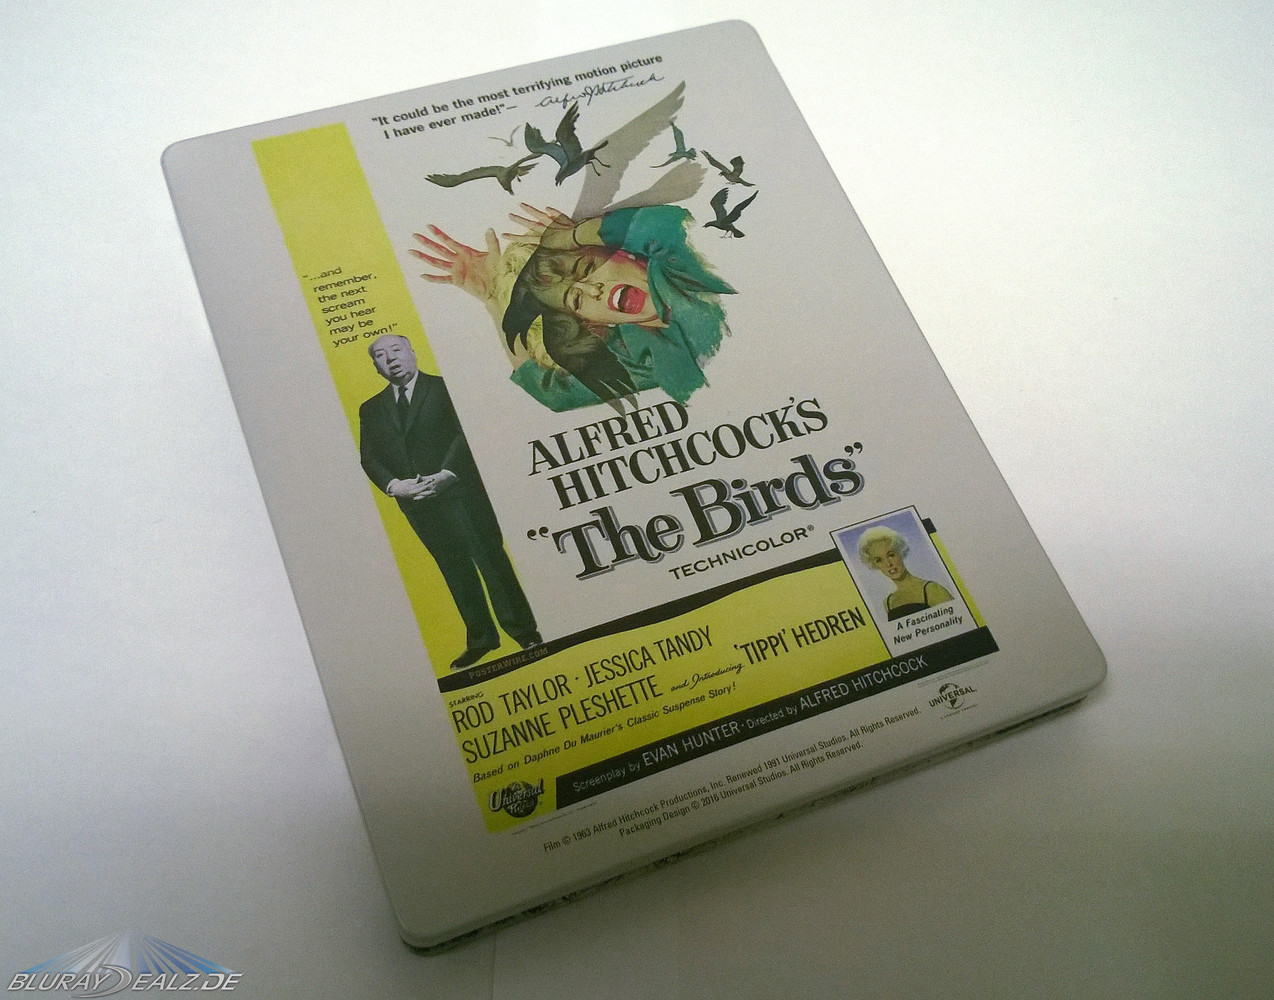 "It could be the most terrifying motion picture
I have ever made!"— Alfred J Hitchcock
"...and
remember,
the next
scream
you hear
may be
your own!"
ALFRED
HITCHCOCK'S
"The Birds"
TECHNICOLOR®
A Fascinating
New Personality
POSTERWIRE.COM
STARRING
ROD TAYLOR · JESSICA TANDY
SUZANNE PLESHETTE and Introducing 'TIPPI' HEDREN
Based on Daphne Du Maurier's Classic Suspense Story!
Screenplay by EVAN HUNTER · Directed by ALFRED HITCHCOCK
Universal
UNIVERSAL
Film © 1963 Alfred Hitchcock Productions, Inc. Renewed 1991 Universal Studios. All Rights Reserved.
Packaging Design © 2016 Universal Studios. All Rights Reserved.
BLURAYDEALZ.DE